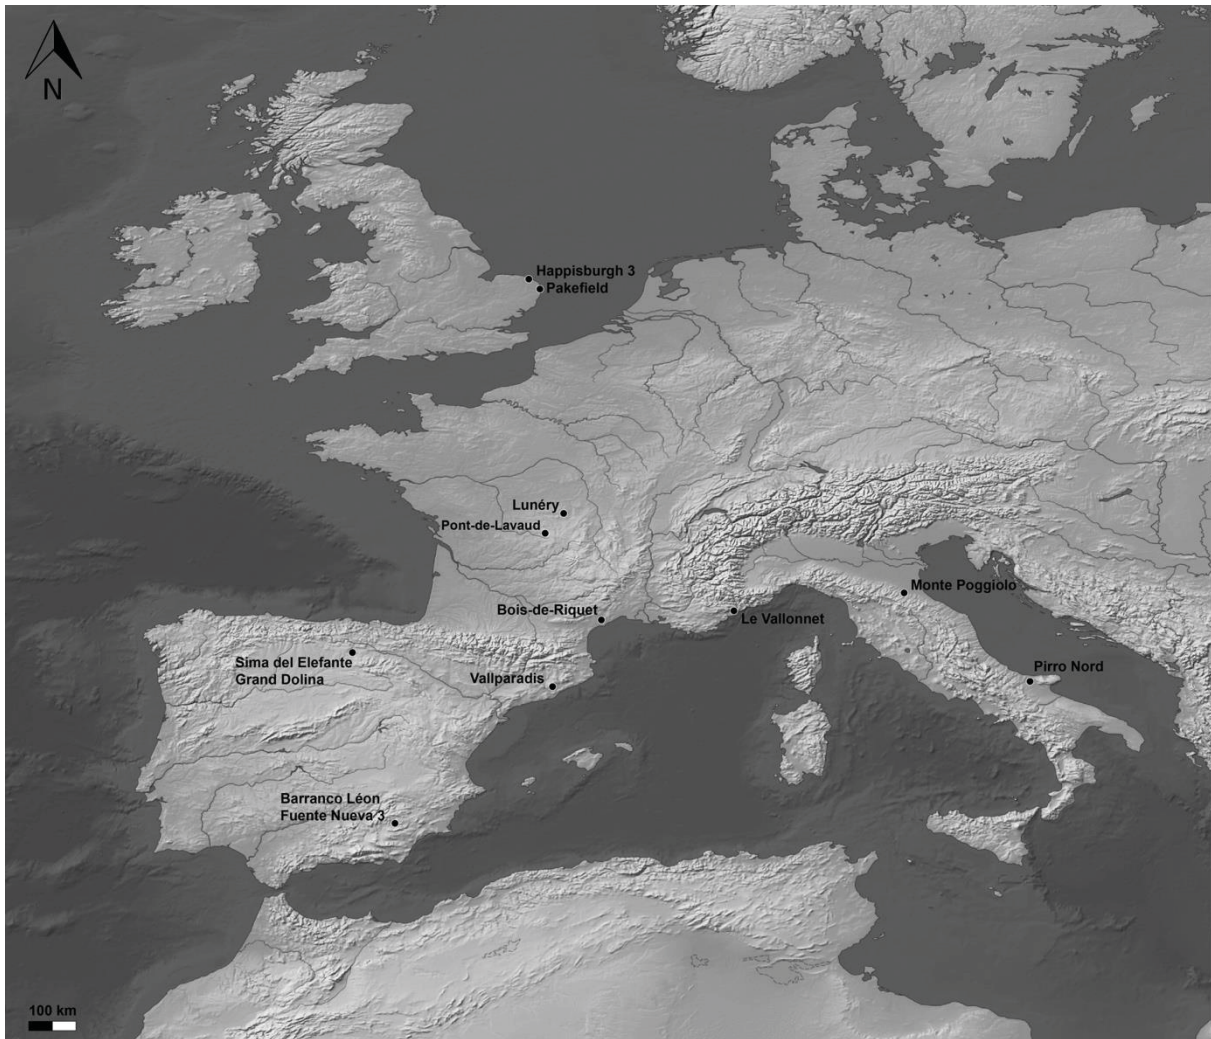 N
Happisburgh 3
Pakefield
Lunéry
Pont-de-Lavaud
Monte Poggiolo
Bois-de-Riquet
Le Vallonnet
Sima del Elefante
Grand Dolina
Vallparadis
Pirro Nord
Barranco Léon
Fuente Nueva 3
100 km